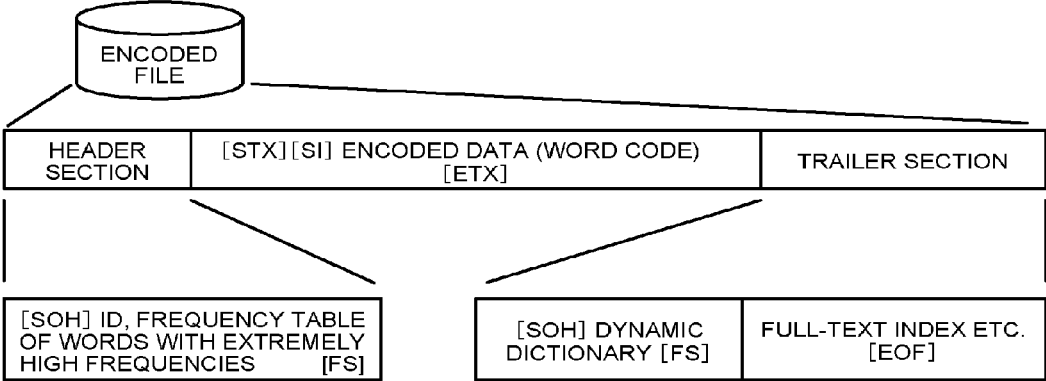 ENCODED
FILE
HEADER
SECTION
[STX][SI] ENCODED DATA (WORD CODE)
[ETX]
TRAILER SECTION
[SOH] ID, FREQUENCY TABLE
OF WORDS WITH EXTREMELY
HIGH FREQUENCIES [FS]
[SOH] DYNAMIC
DICTIONARY [FS]
FULL-TEXT INDEX ETC.
[EOF]